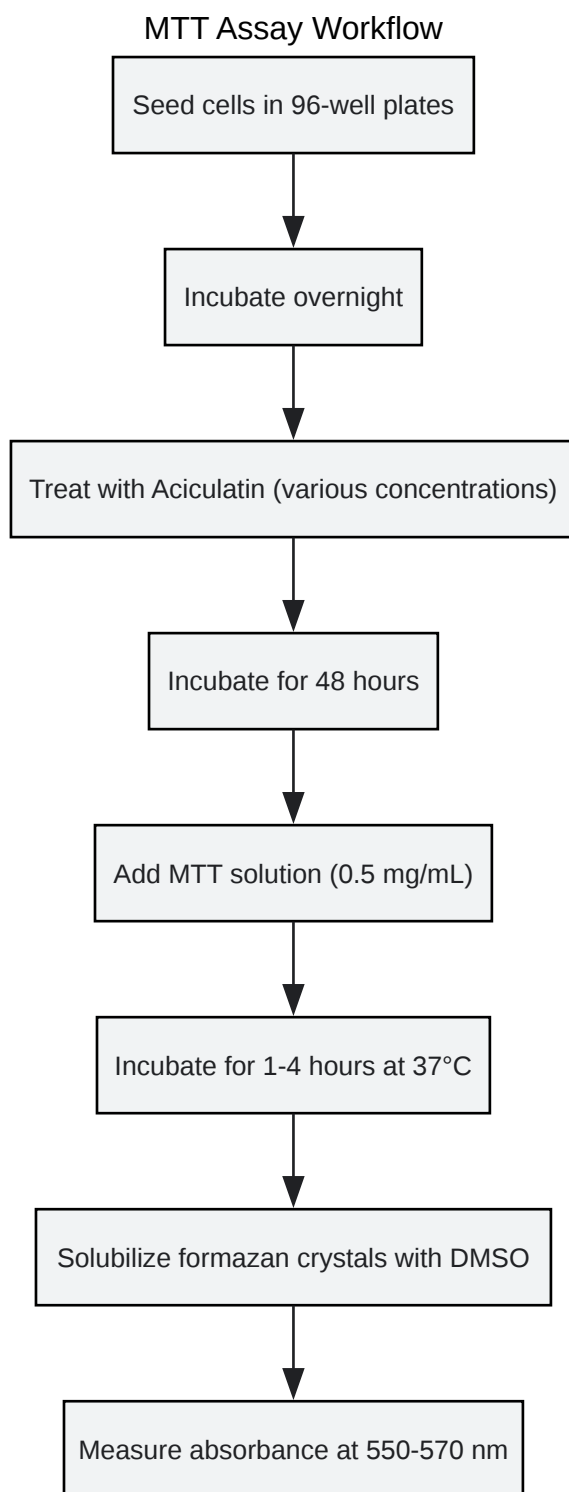 MTT Assay Workflow
Seed cells in 96-well plates
Incubate overnight
Treat with Aciculatin (various concentrations)
Incubate for 48 hours
Add MTT solution (0.5 mg/mL)
Incubate for 1-4 hours at 37°C
Solubilize formazan crystals with DMSO
Measure absorbance at 550-570 nm